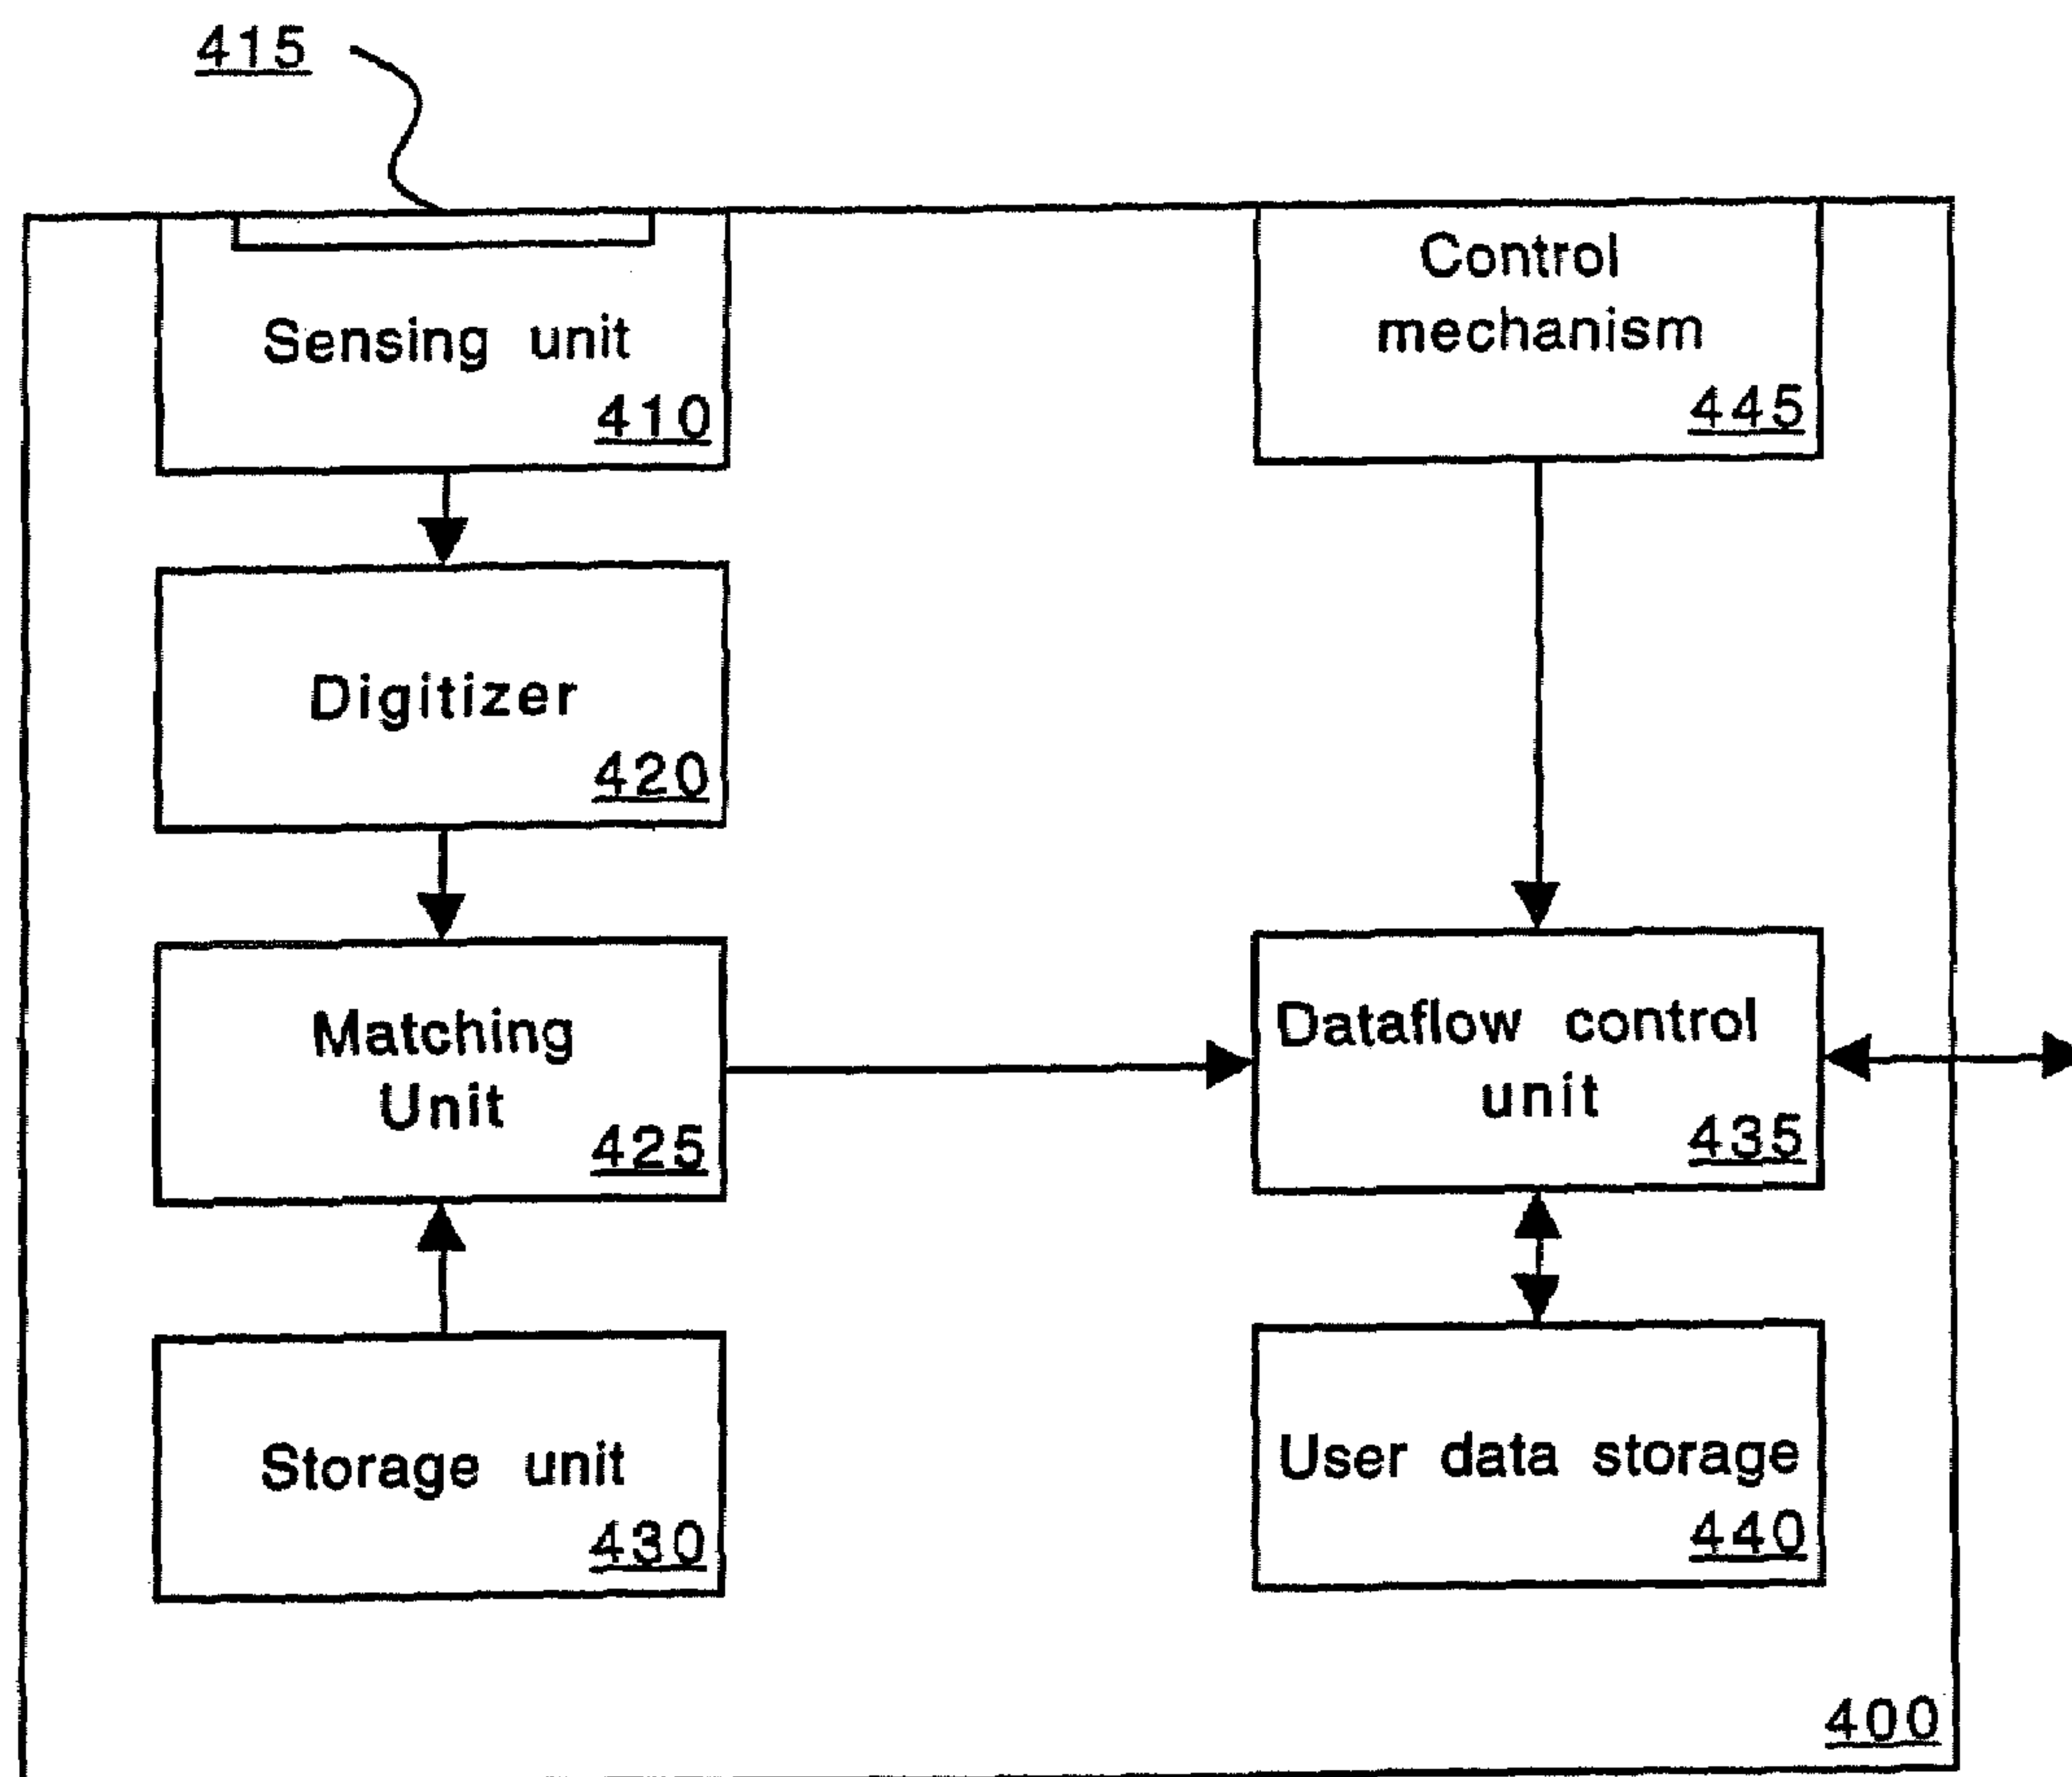 415
Sensing unit
410
Control
mechanism
445
Digitizer
420
Matching
Unit
425
Dataflow control
unit
435
Storage unit
430
User data storage
440
400